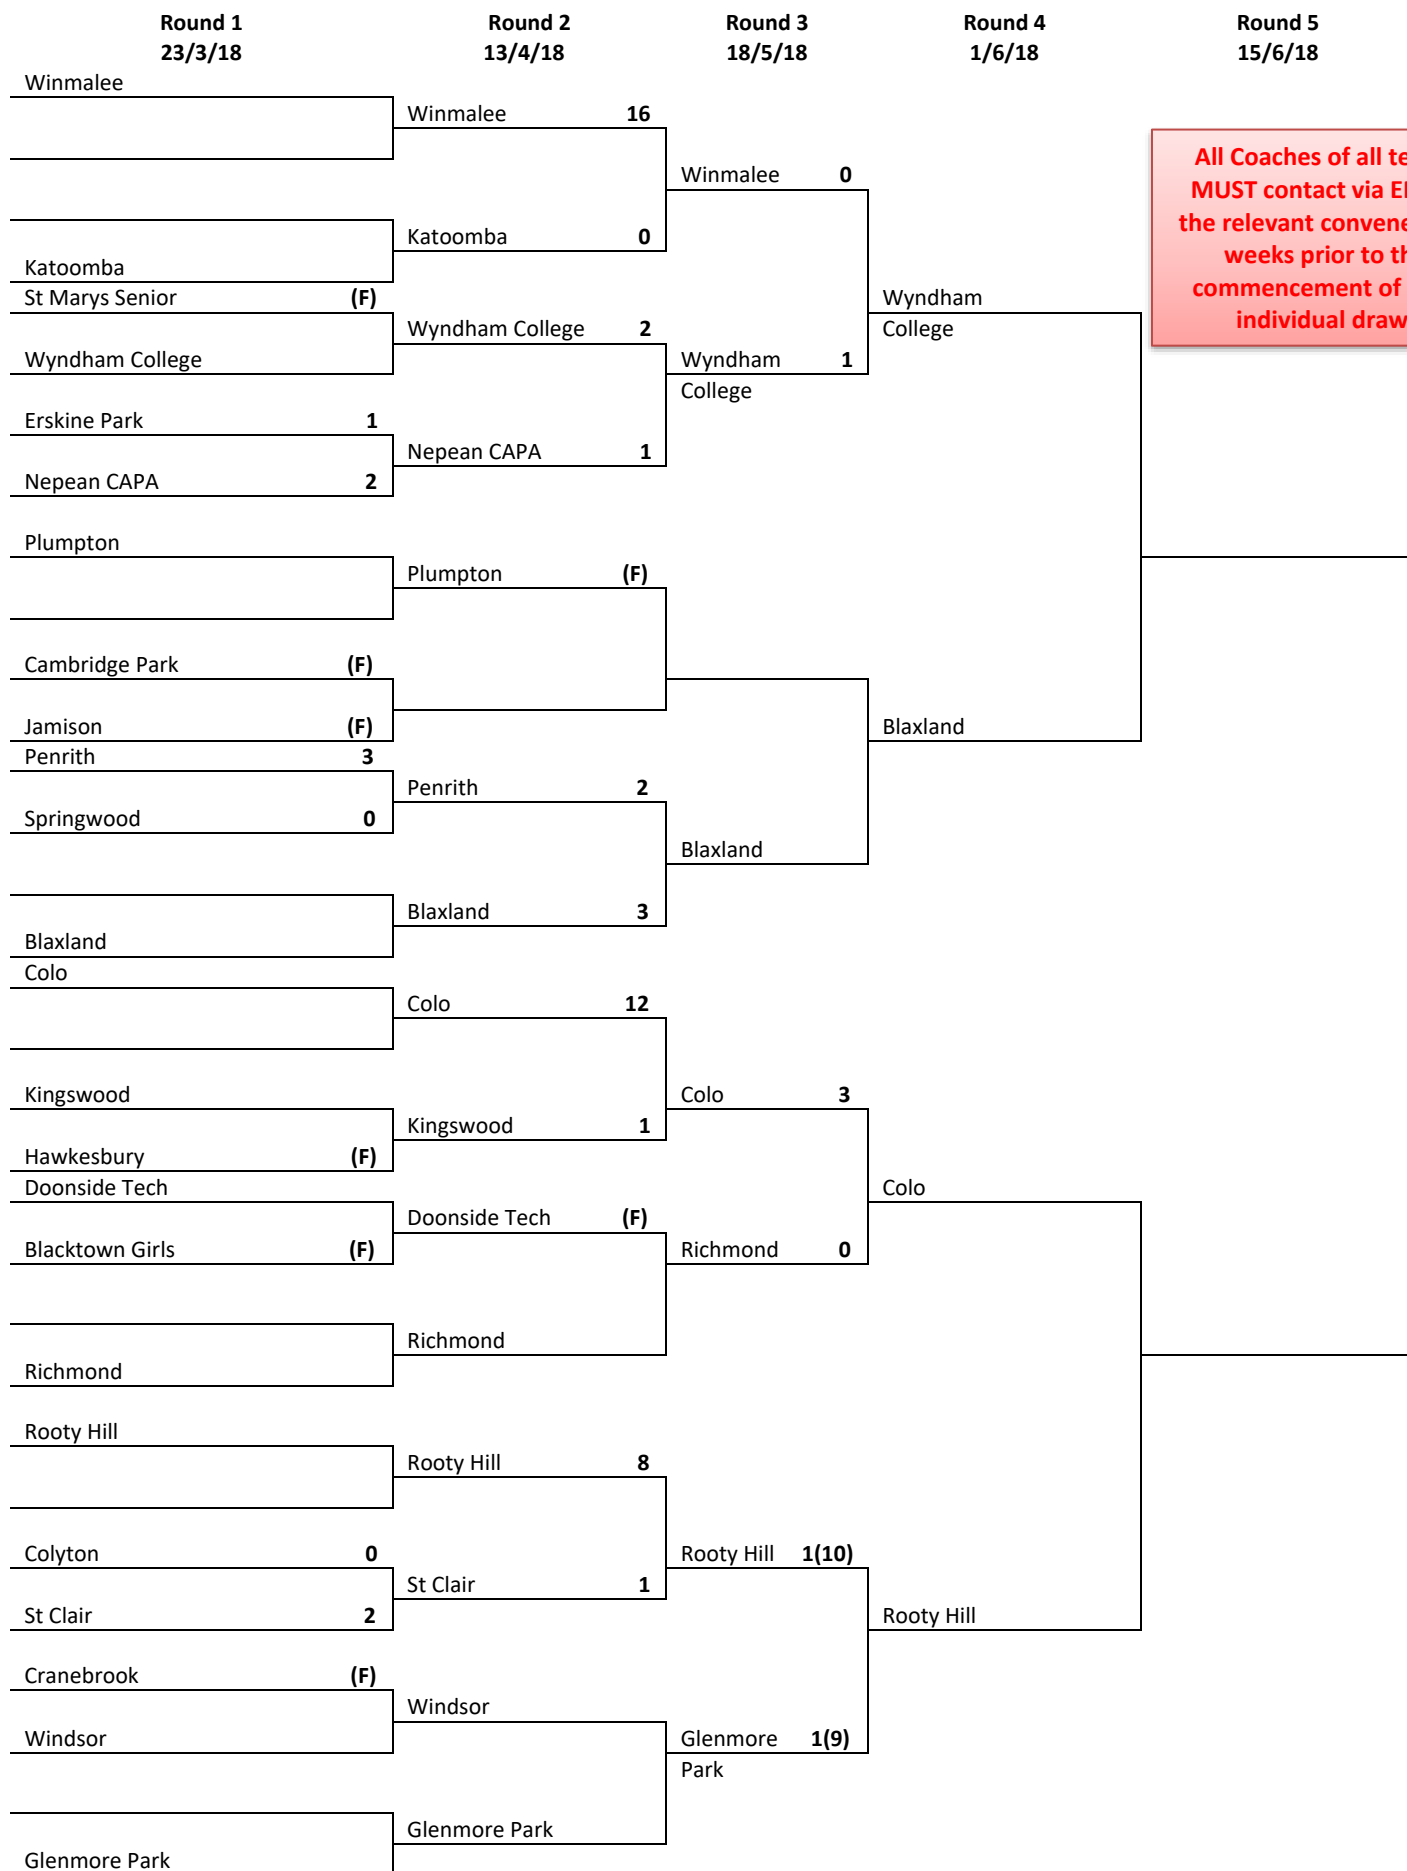 Round 1 Round 2 Round 3 Round 4 Round 5
23/3/18 13/4/18 18/5/18 1/6/18 15/6/18
Winmalee
Winmalee 16
Winmalee 0
Katoomba 0
Katoomba
St Marys Senior (F)
Wyndham College 2
Wyndham College
Wyndham 1
College
Wyndham
College
Erskine Park 1
Nepean CAPA 1
Nepean CAPA 2
Plumpton
Plumpton (F)
Cambridge Park (F)
Jamison (F)
Blaxland
Penrith 3
Penrith 2
Springwood 0
Blaxland
Blaxland 3
Blaxland
Colo
Colo 12
Kingswood
Colo 3
Kingswood 1
Hawkesbury (F)
Doonside Tech
Colo
Doonside Tech (F)
Blacktown Girls (F)
Richmond 0
Richmond
Richmond
Rooty Hill
Rooty Hill 8
Colyton 0
Rooty Hill 1(10)
St Clair 1
St Clair 2
Rooty Hill
Cranebrook (F)
Windsor
Windsor
Glenmore 1(9)
Park
Glenmore Park
Glenmore Park
All Coaches of all
MUST contact via
the relevant
weeks prior to
commencement of
individual draw